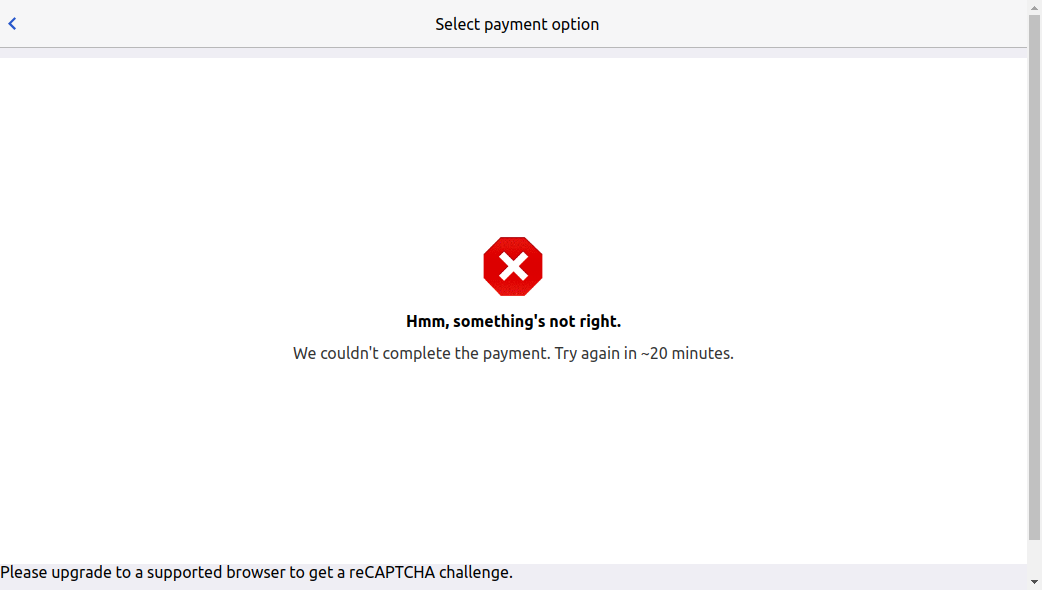 Select payment option
Hmm, something's not right.
We couldn't complete the payment. Try again in ~20 minutes.
Please upgrade to a supported browser to get a reCAPTCHA challenge.